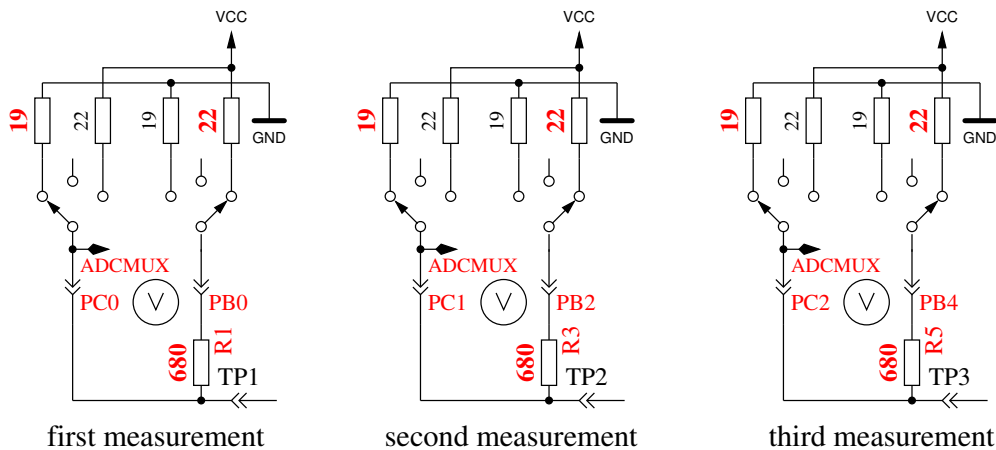 VCC
19
22
19
22
GND
ADCMUX
PC0
V
PB0
680
R1
TP1
first measurement
VCC
19
22
19
22
GND
ADCMUX
PC1
V
PB2
680
R3
TP2
second measurement
VCC
19
22
19
22
GND
ADCMUX
PC2
V
PB4
680
R5
TP3
third measurement